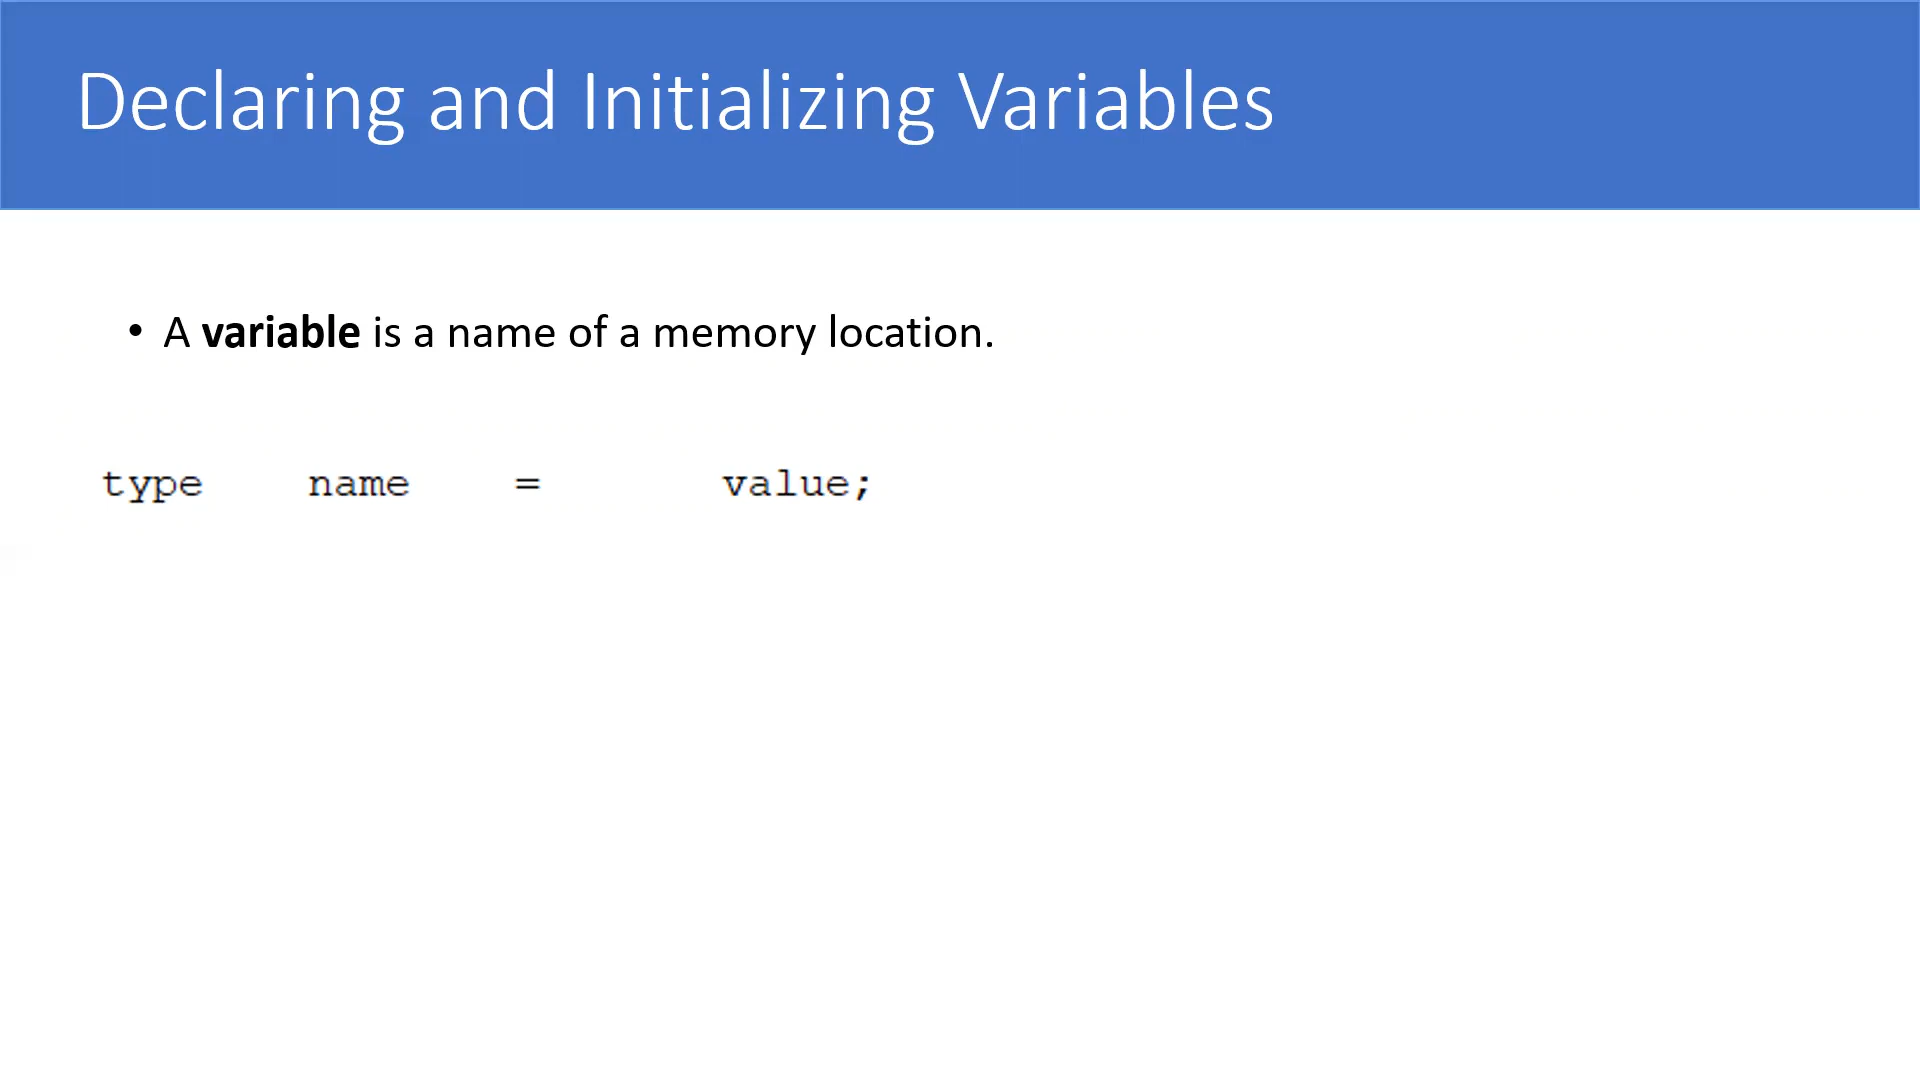 Declaring and Initializing Variables
• A variable is a name of a memory location.
type name = value;